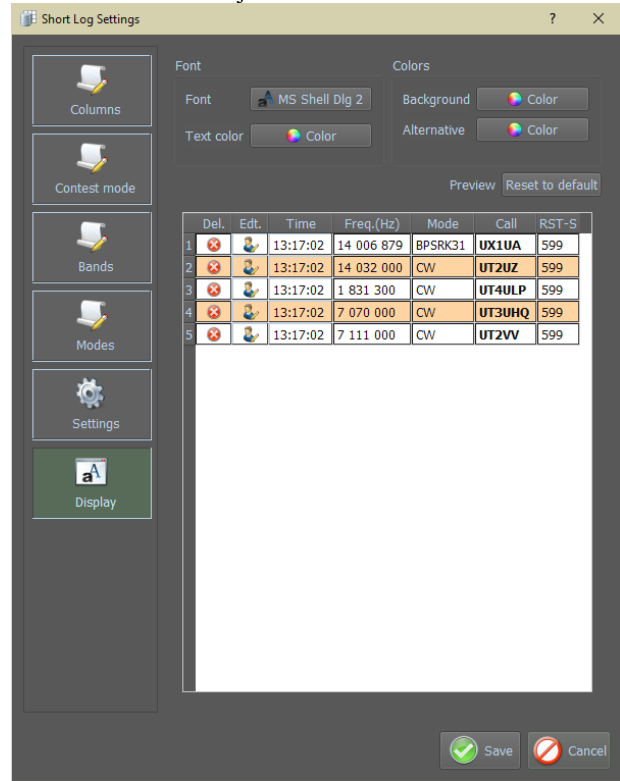 Short Log Settings ?
Columns
Contest mode
Bands
Modes
Settings
Display
Font
Font MS Shell Dlg 2
Text color Color
Colors
Background Color
Alternative Color
Preview Reset to default
Del. Edt. Time Freq.(Hz) Mode Call RST-S
1 13:17:02 14 006 879 BPSRK31 UX1UA 599
2 13:17:02 14 032 000 CW UT2UZ 599
3 13:17:02 1 831 300 CW UT4ULP 599
4 13:17:02 7 070 000 CW UT3UHQ 599
5 13:17:02 7 111 000 CW UT2VV 599
Save Cancel